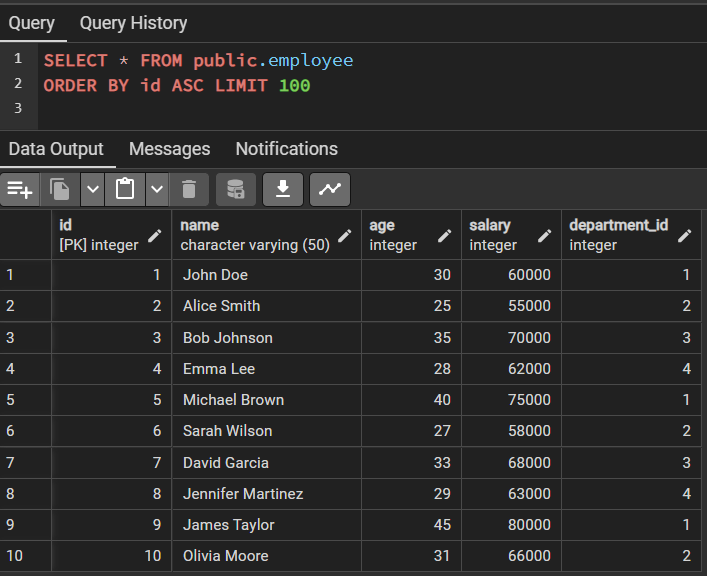 Query Query History
1 SELECT * FROM public.employee
2 ORDER BY id ASC LIMIT 100
3
Data Output Messages Notifications
id name age salary department_id
[PK] integer character varying (50) integer integer integer
1 1 John Doe 30 60000 1
2 2 Alice Smith 25 55000 2
3 3 Bob Johnson 35 70000 3
4 4 Emma Lee 28 62000 4
5 5 Michael Brown 40 75000 1
6 6 Sarah Wilson 27 58000 2
7 7 David Garcia 33 68000 3
8 8 Jennifer Martinez 29 63000 4
9 9 James Taylor 45 80000 1
10 10 Olivia Moore 31 66000 2